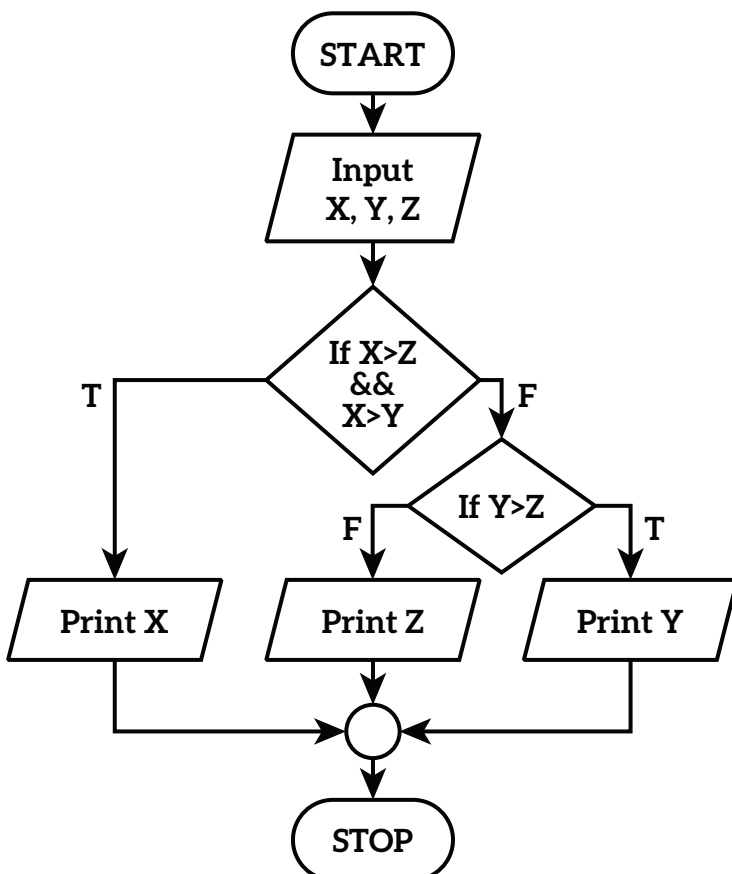 START
Input
X, Y, Z
If X>Z
&&
X>Y
T
F
If Y>Z
F
T
Print X
Print Z
Print Y
STOP